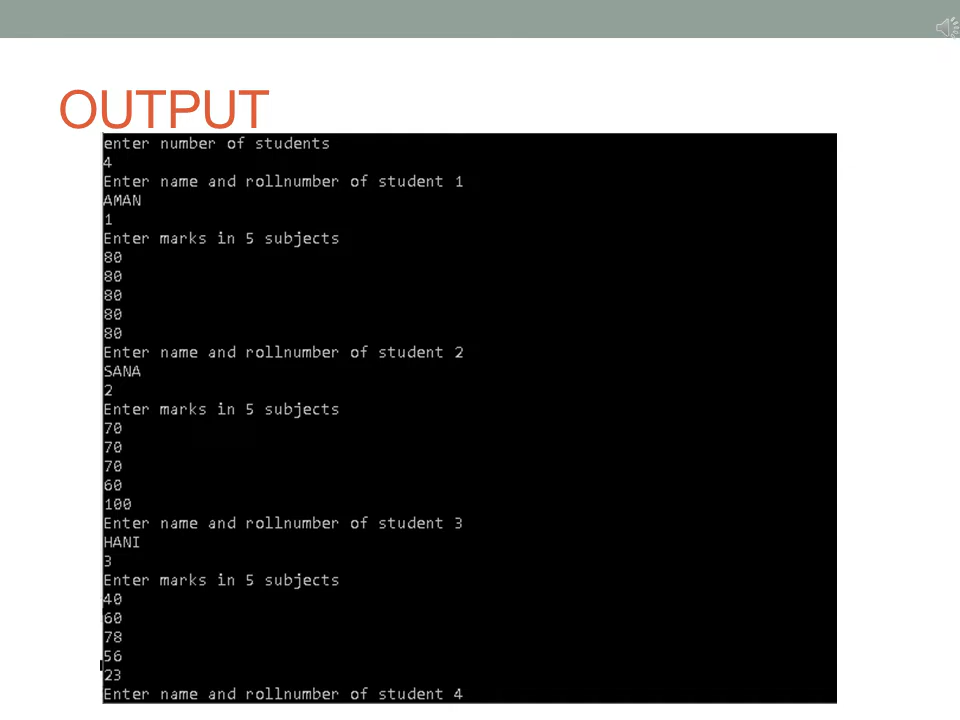 OUTPUT
enter number of students
4
Enter name and rollnumber of student 1
AMAN
1
Enter marks in 5 subjects
80
80
80
80
80
Enter name and rollnumber of student 2
SANA
2
Enter marks in 5 subjects
70
70
70
60
100
Enter name and rollnumber of student 3
HANI
3
Enter marks in 5 subjects
40
60
78
56
23
Enter name and rollnumber of student 4